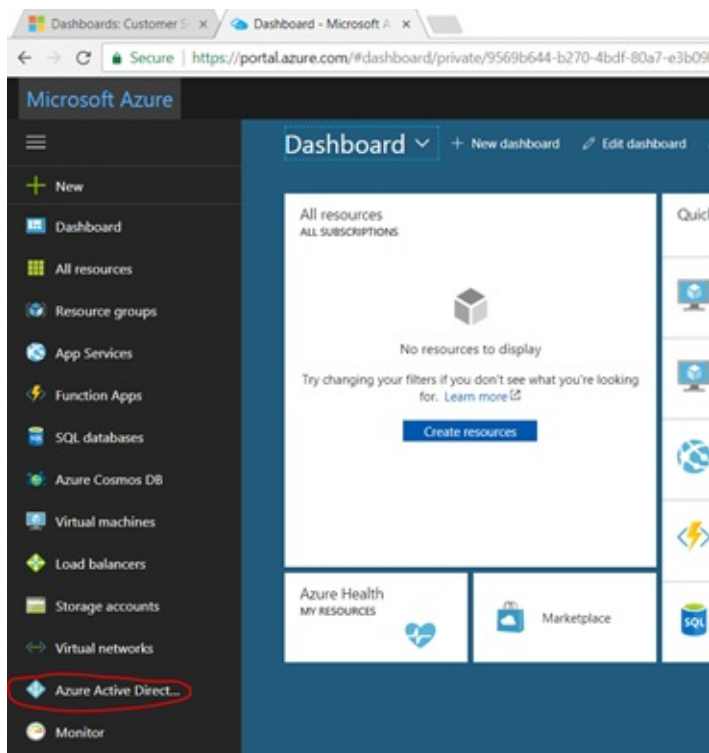 Dashboards: Customer S
Dashboard - Microsoft A
Secure
https://portal.azure.com/#dashboard/private/9569b644-b270-4bdf-80a7-e3b09
Microsoft Azure
Dashboard
New dashboard
Edit dashboard
New
Dashboard
All resources
Resource groups
App Services
Function Apps
SQL databases
Azure Cosmos DB
Virtual machines
Load balancers
Storage accounts
Virtual networks
Azure Active Direct...
Monitor
All resources
ALL SUBSCRIPTIONS
No resources to display
Try changing your filters if you don't see what you're looking
for. Learn more
Create resources
Azure Health
MY RESOURCES
Marketplace
Quick
SQL